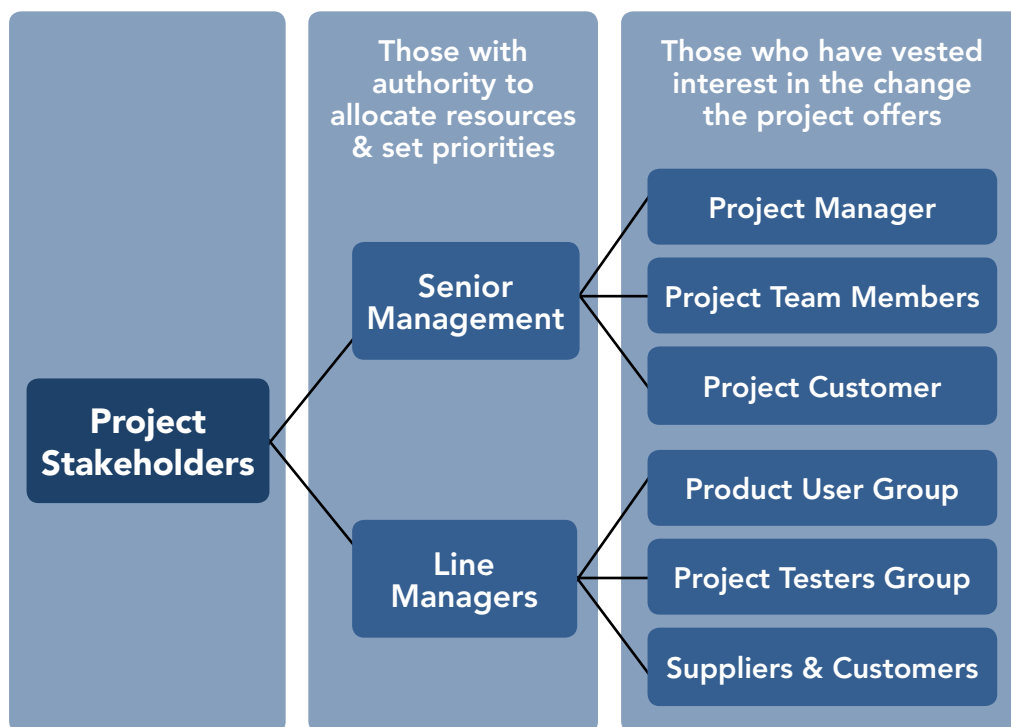 Those with
authority to
allocate resources
& set priorities
Those who have vested
interest in the change
the project offers
Project
Stakeholders
Senior
Management
Line
Managers
Project Manager
Project Team Members
Project Customer
Product User Group
Project Testers Group
Suppliers & Customers